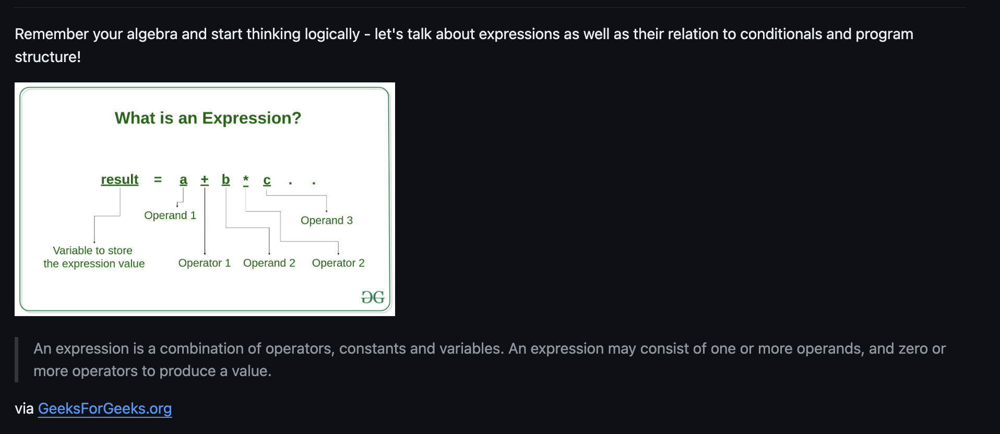 Remember your algebra and start thinking logically - let's talk about expressions as well as their relation to conditionals and program
structure!
What is an Expression?
result = a + b * c . .
Operand 1
Operand 3
Variable to store
the expression value
Operator 1 Operand 2 Operator 2
GG
An expression is a combination of operators, constants and variables. An expression may consist of one or more operands, and zero or
more operators to produce a value.
via GeeksForGeeks.org